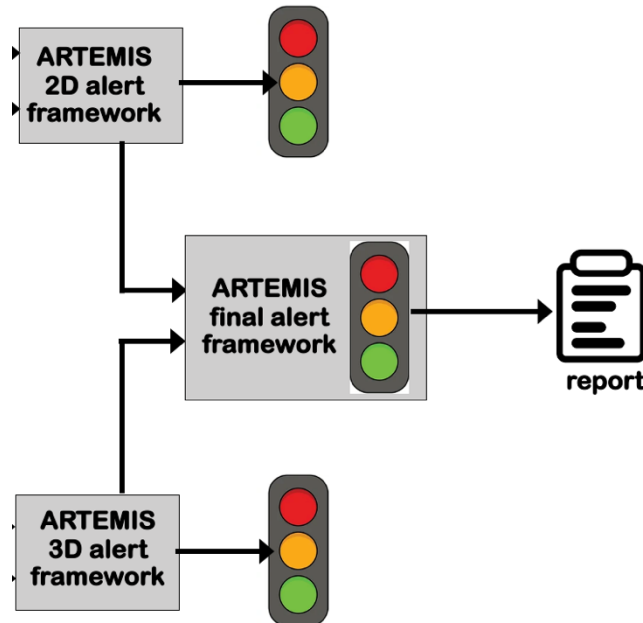 ARTEMIS
2D alert
framework
ARTEMIS
final alert
framework
report
ARTEMIS
3D alert
framework